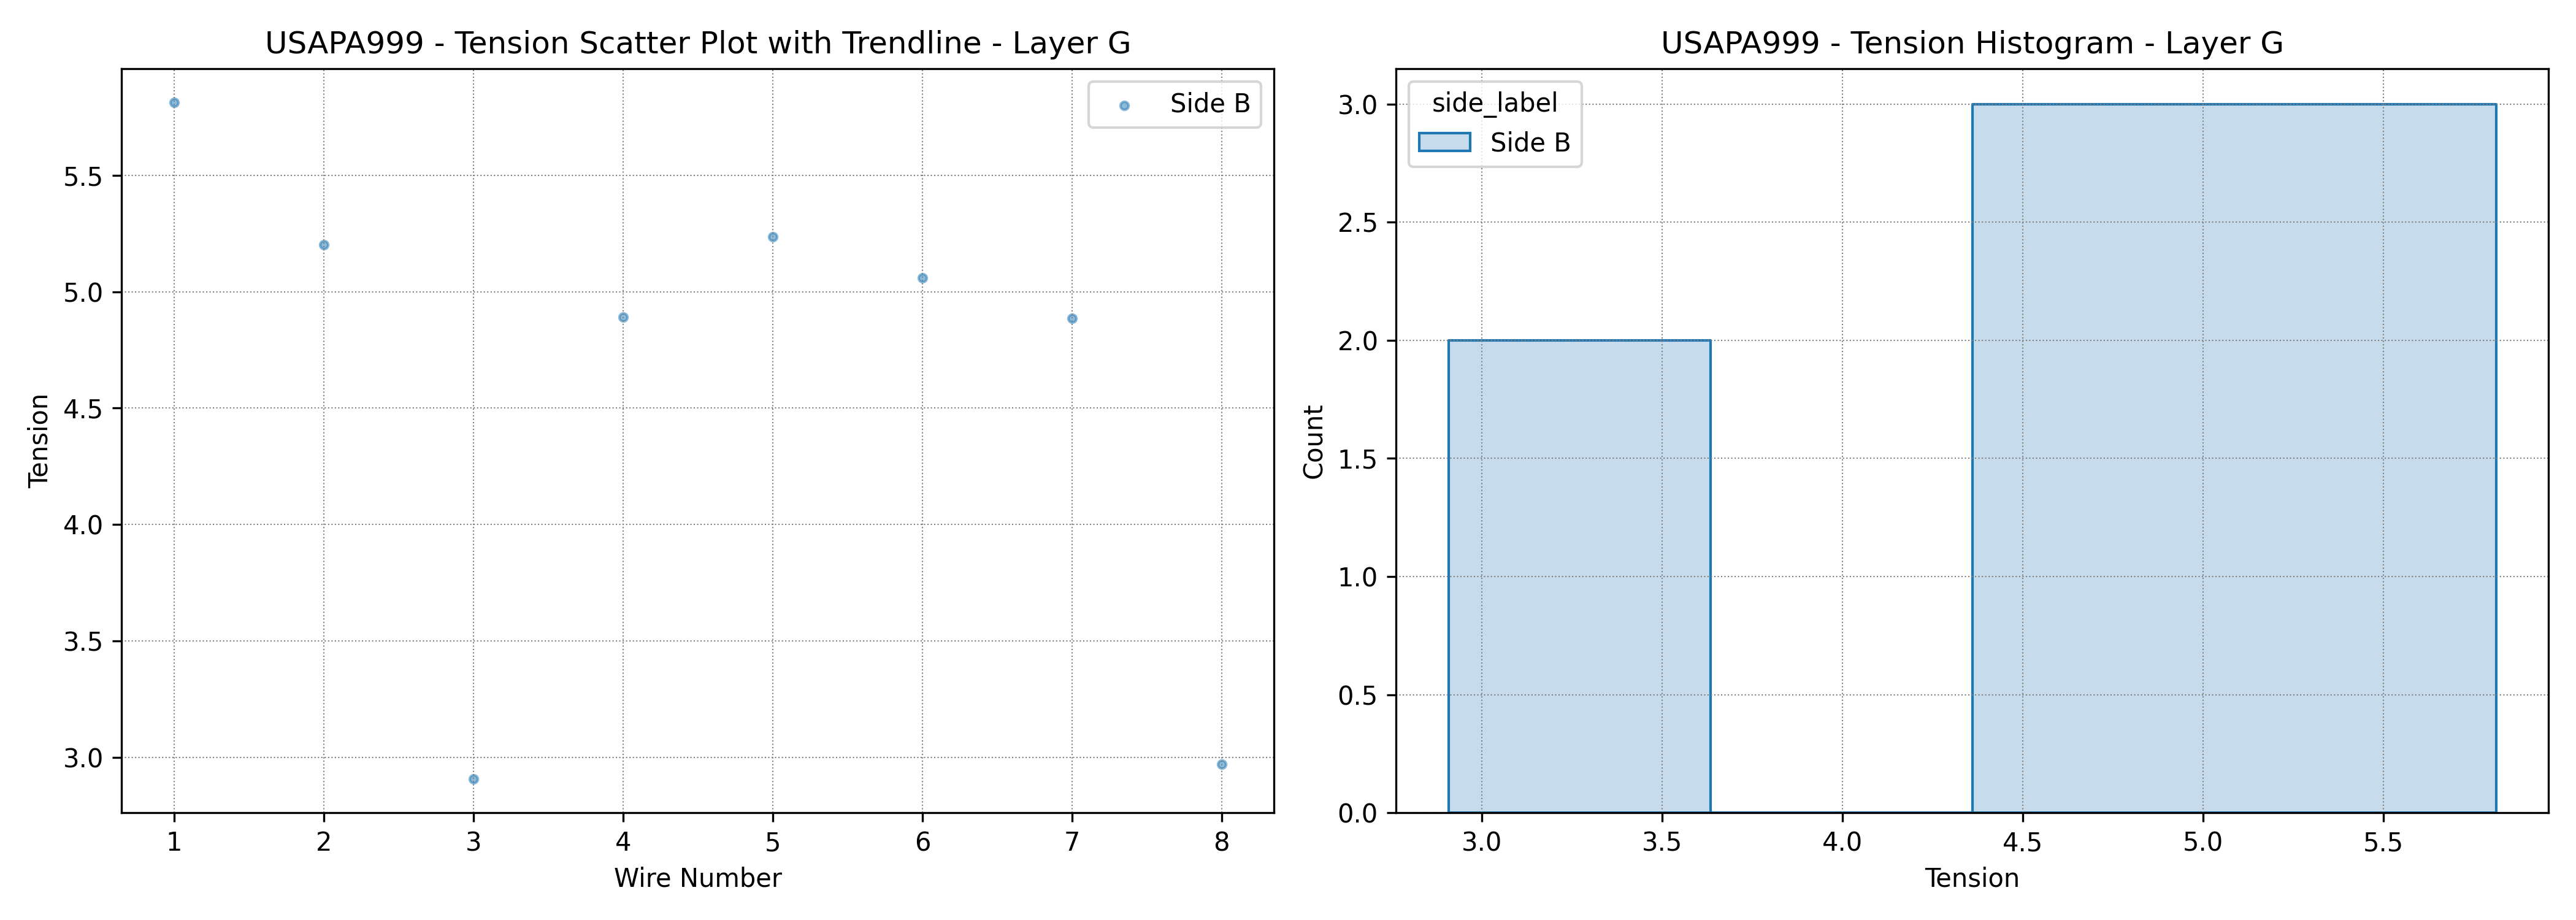 USAPA999 - Tension Scatter Plot with Trendline - Layer G
Side B
5.5
5.0
4.5
4.0
3.5
3.0
Tension
1 2 3 4 5 6 7 8
Wire Number
USAPA999 - Tension Histogram - Layer G
side_label
Side B
3.0
2.5
2.0
1.5
1.0
0.5
0.0
Count
3.0 3.5 4.0 4.5 5.0 5.5
Tension